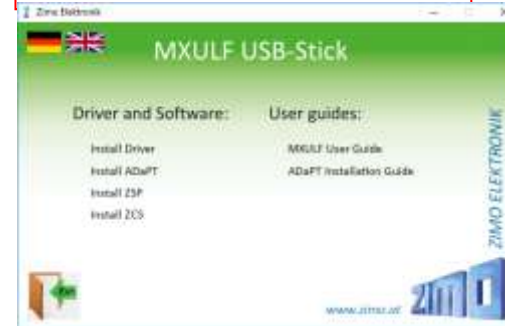 Zimo Elektronik
MXULF USB-Stick
Driver and Software:
Install Driver
Install ADaPT
Install ZSP
Install ZCS
User guides:
MXULF User Guide
ADaPT Installation Guide
ZIMO ELEKTRONIK
Exit
www.zimo.at
ZIMO